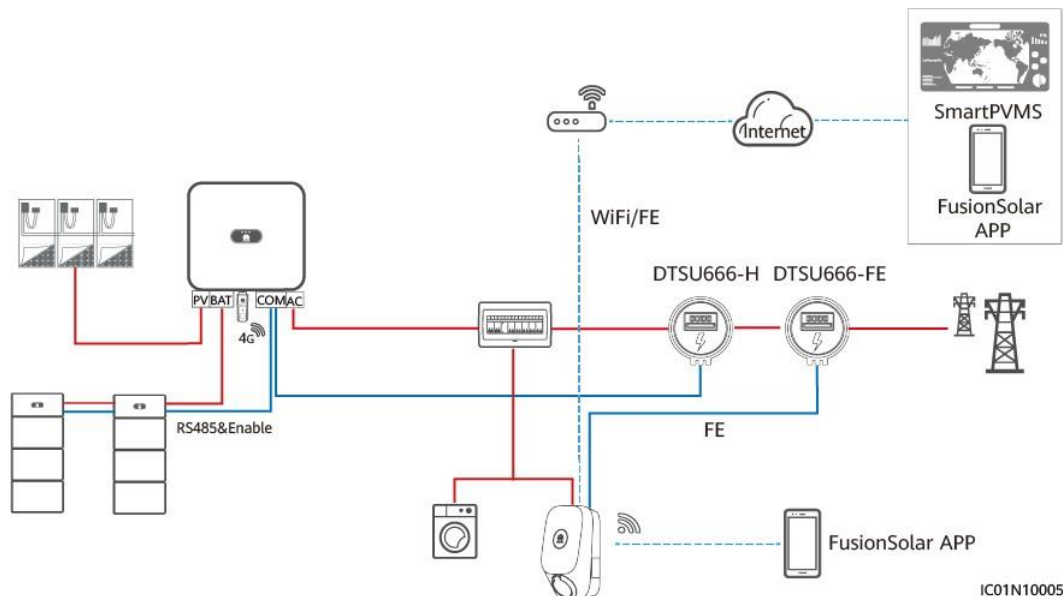 SmartPVMS
Internet
FusionSolar
APP
WiFi/FE
DTSU666-H
DTSU666-FE
PV
BAT
COM
AC
4G
RS485&Enable
FE
FusionSolar APP
IC01N10005